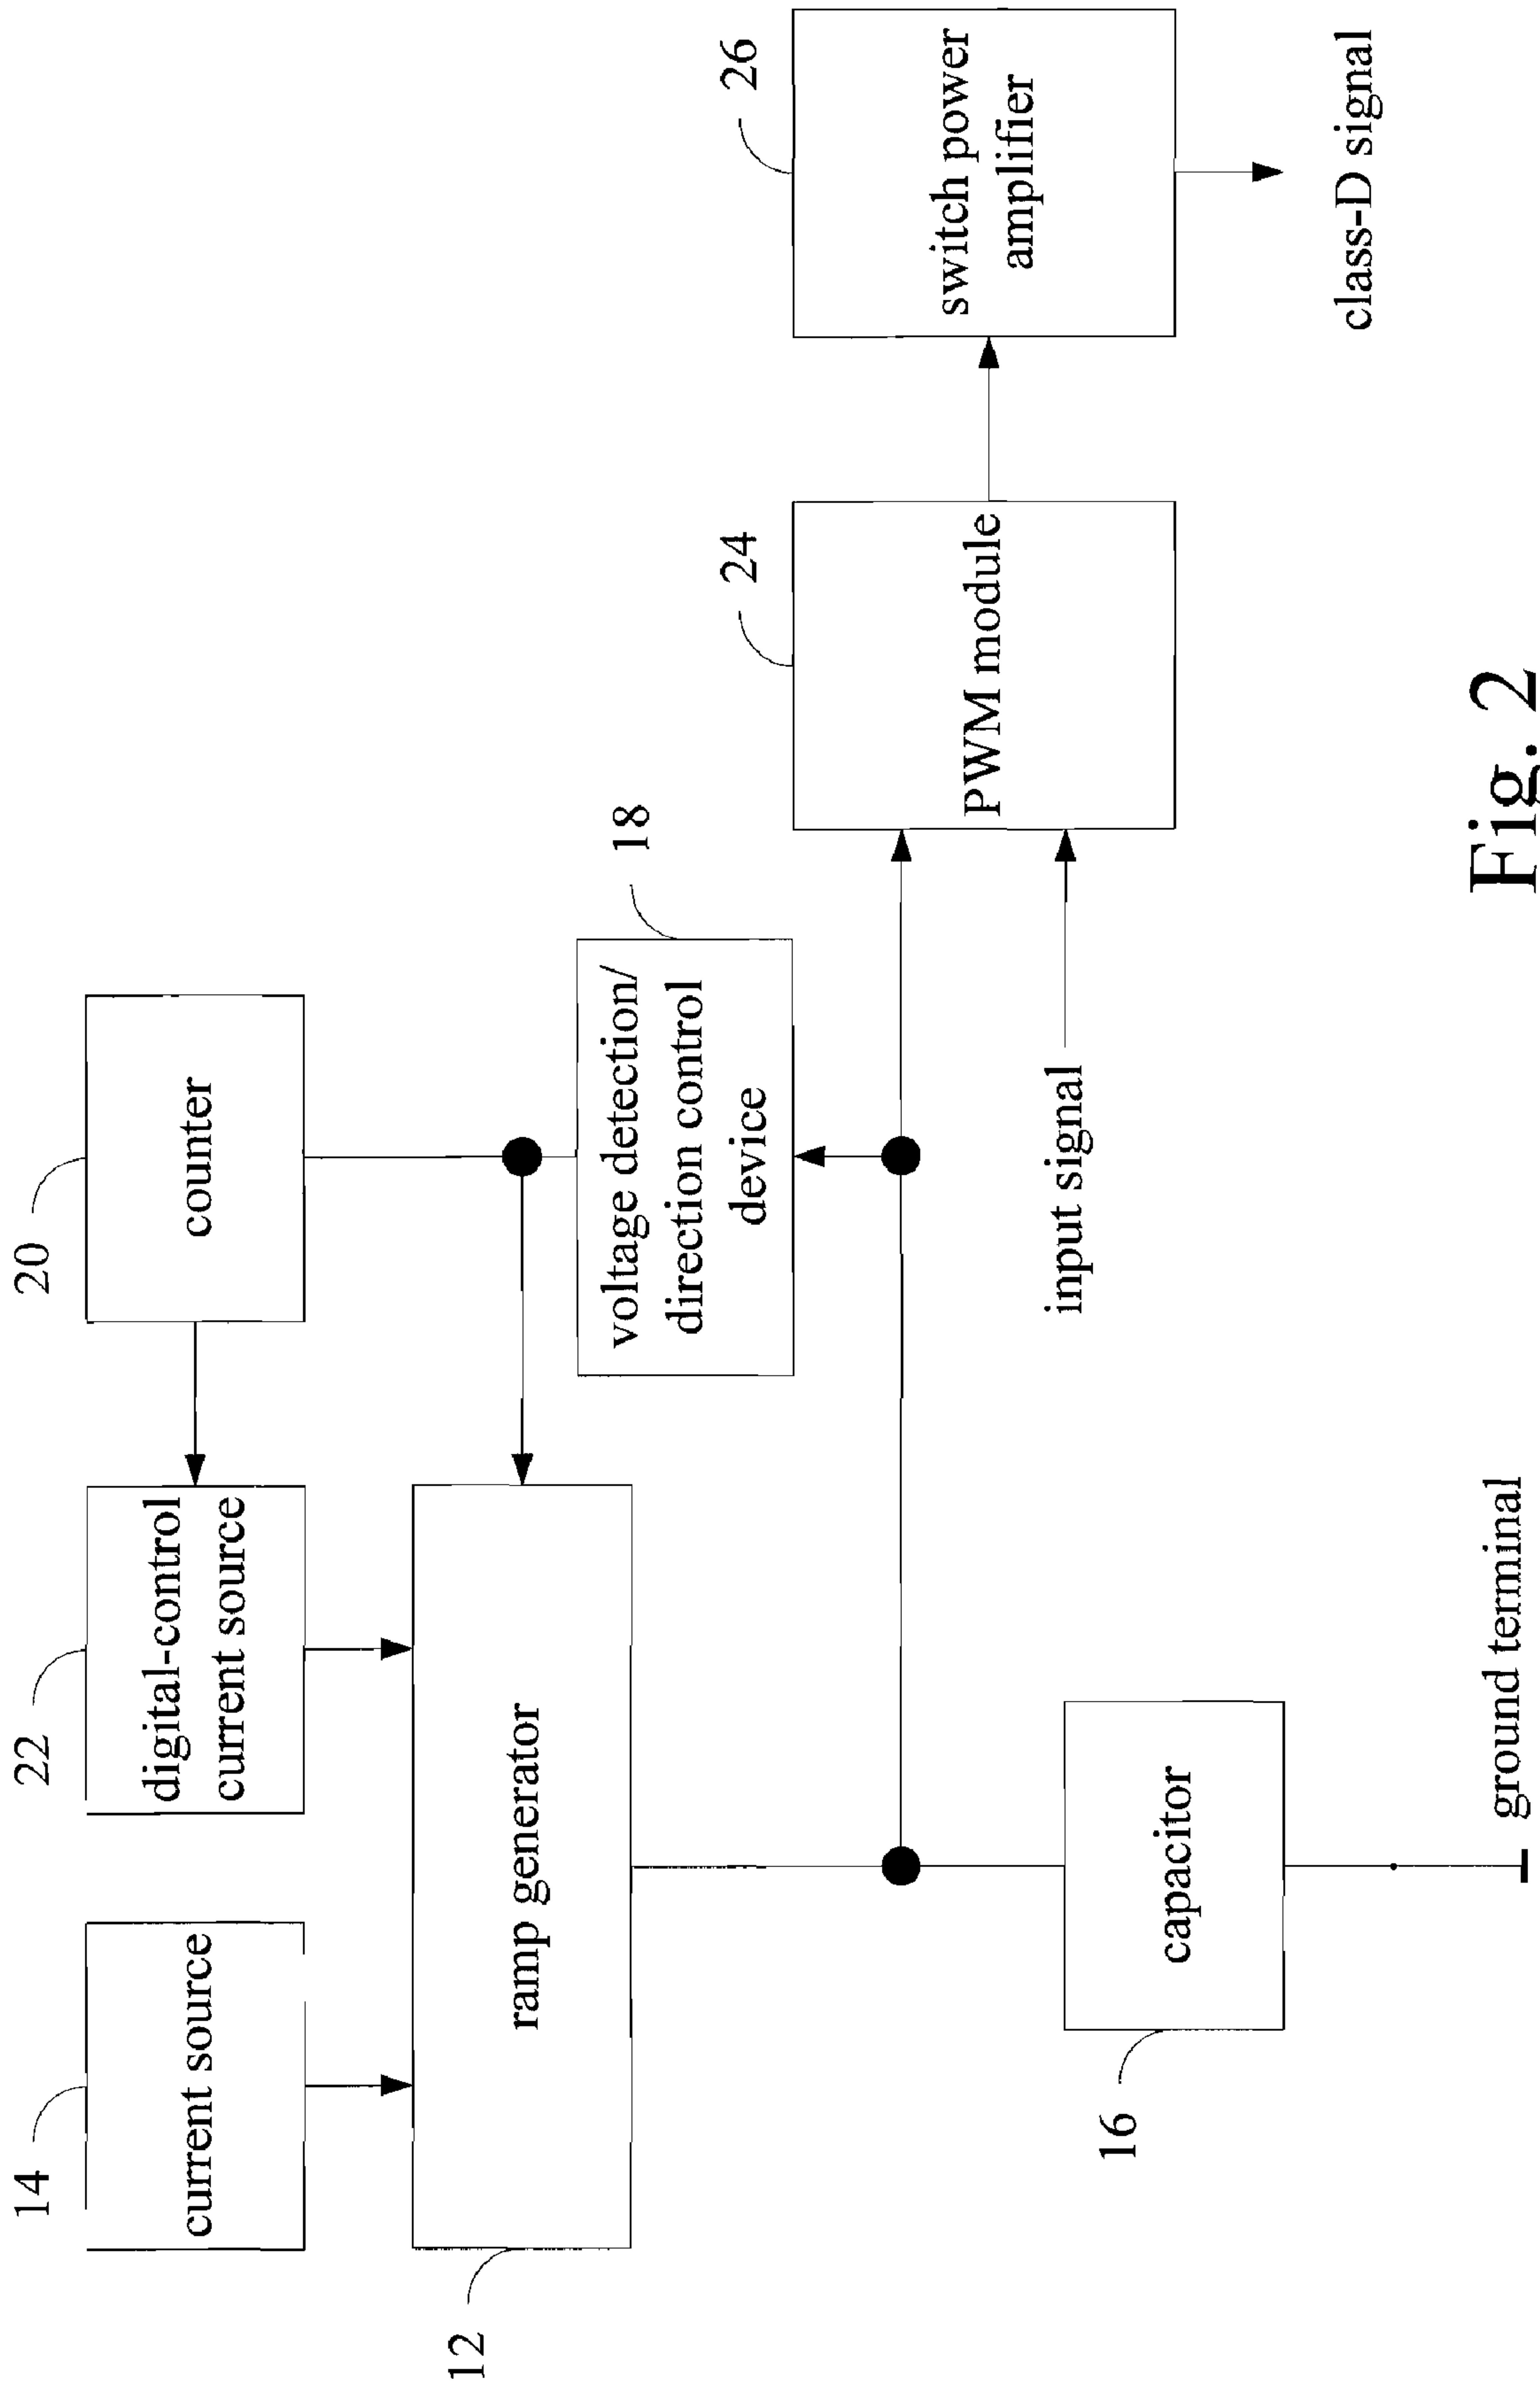 14
current source
22
digital-control
current source
20
counter
12
ramp generator
18
voltage detection/
direction control
device
24
PWM module
26
switch power
amplifier
input signal
16
capacitor
class-D signal
ground terminal
Fig. 2